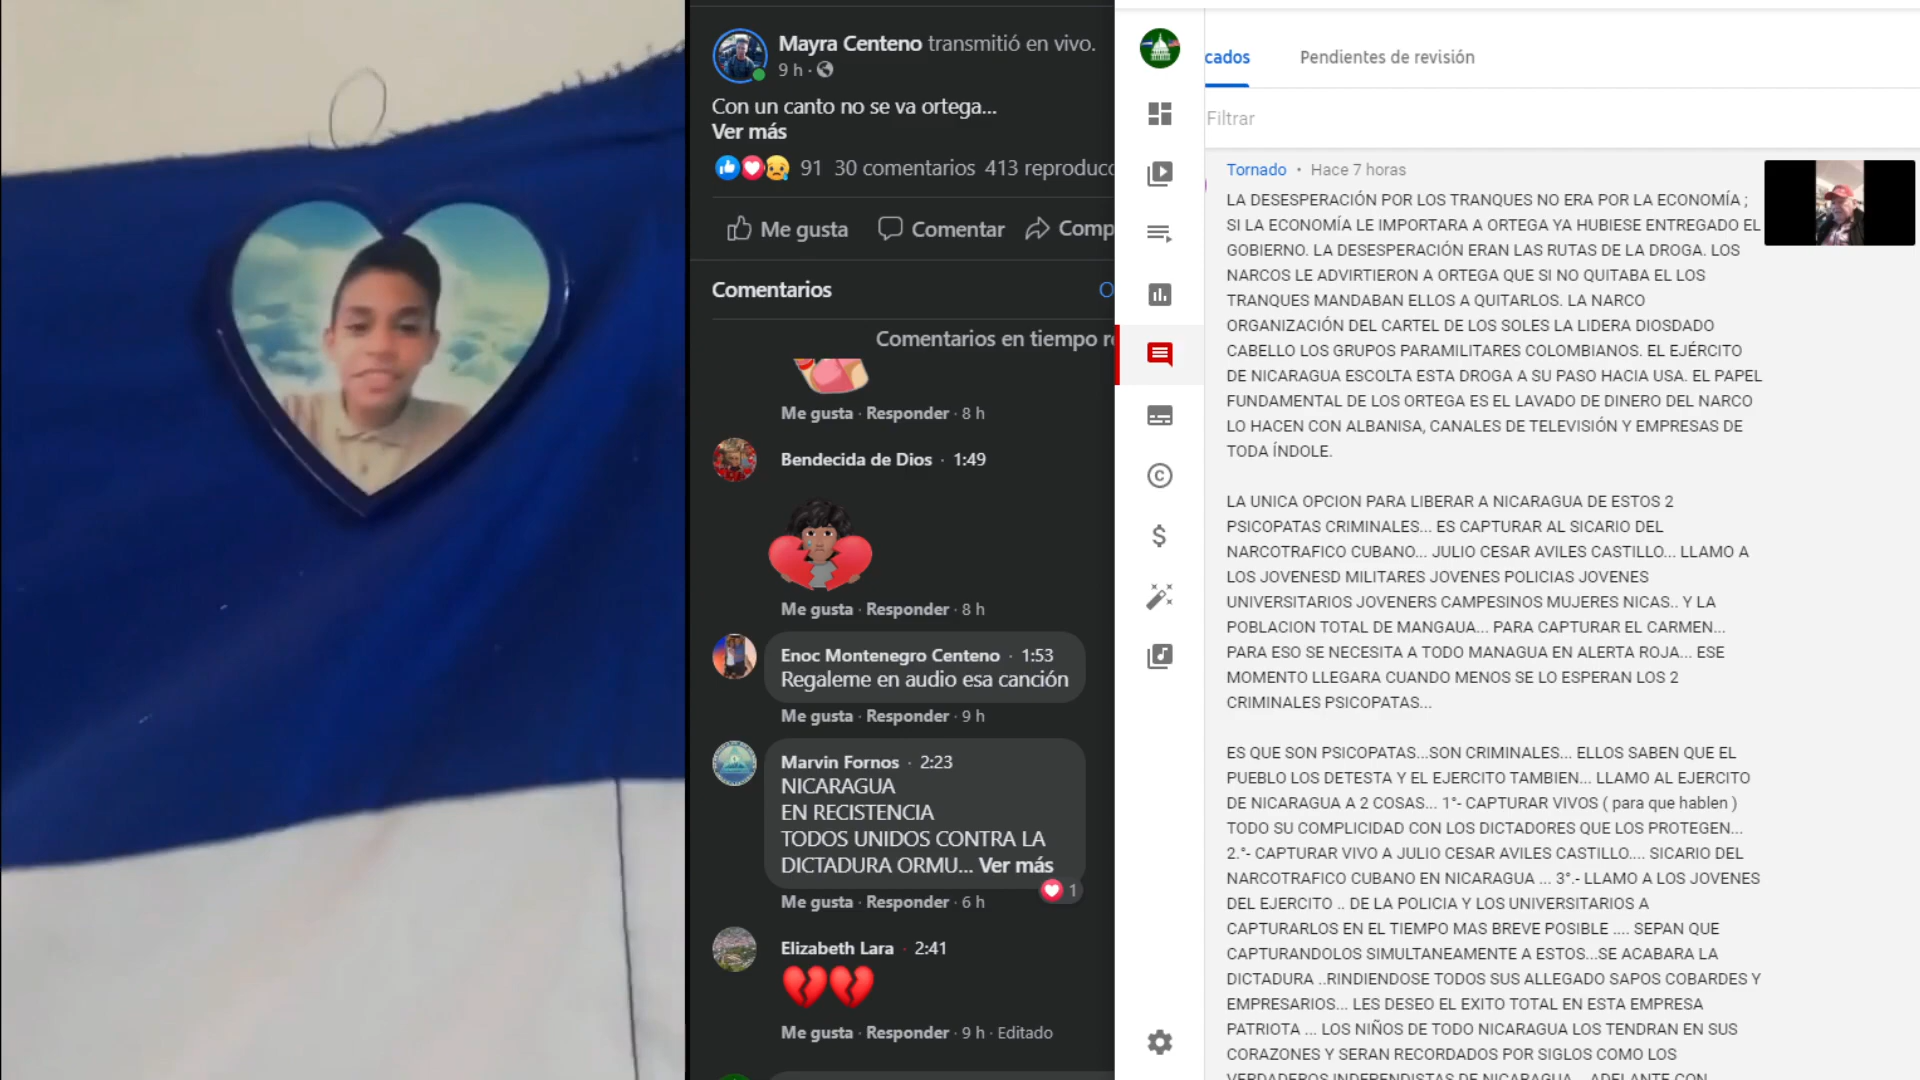 Mayra Centeno transmitió en vivo.
9 h ·
Con un canto no se va ortega...
Ver más
91 30 comentarios 413 reproducc
Me gusta Comentar Comp
Comentarios
O
Comentarios en tiempo re
Me gusta · Responder · 8 h
Bendecida de Dios · 1:49
Me gusta · Responder · 8 h
Enoc Montenegro Centeno · 1:53
Regaleme en audio esa canción
Me gusta · Responder · 9 h
Marvin Fornos · 2:23
NICARAGUA
EN RECISTENCIA
TODOS UNIDOS CONTRA LA
DICTADURA ORMU... Ver más
1
Me gusta · Responder · 6 h
Elizabeth Lara · 2:41
Me gusta · Responder · 9 h · Editado
cados Pendientes de revisión
Filtrar
Tornado • Hace 7 horas
LA DESESPERACIÓN POR LOS TRANQUES NO ERA POR LA ECONOMÍA ;
SI LA ECONOMÍA LE IMPORTARA A ORTEGA YA HUBIESE ENTREGADO EL
GOBIERNO. LA DESESPERACIÓN ERAN LAS RUTAS DE LA DROGA. LOS
NARCOS LE ADVIRTIERON A ORTEGA QUE SI NO QUITABA EL LOS
TRANQUES MANDABAN ELLOS A QUITARLOS. LA NARCO
ORGANIZACIÓN DEL CARTEL DE LOS SOLES LA LIDERA DIOSDADO
CABELLO LOS GRUPOS PARAMILITARES COLOMBIANOS. EL EJÉRCITO
DE NICARAGUA ESCOLTA ESTA DROGA A SU PASO HACIA USA. EL PAPEL
FUNDAMENTAL DE LOS ORTEGA ES EL LAVADO DE DINERO DEL NARCO
LO HACEN CON ALBANISA, CANALES DE TELEVISIÓN Y EMPRESAS DE
TODA ÍNDOLE.
LA UNICA OPCION PARA LIBERAR A NICARAGUA DE ESTOS 2
PSICOPATAS CRIMINALES... ES CAPTURAR AL SICARIO DEL
NARCOTRAFICO CUBANO... JULIO CESAR AVILES CASTILLO... LLAMO A
LOS JOVENESD MILITARES JOVENES POLICIAS JOVENES
UNIVERSITARIOS JOVENERS CAMPESINOS MUJERES NICAS.. Y LA
POBLACION TOTAL DE MANGAUA... PARA CAPTURAR EL CARMEN...
PARA ESO SE NECESITA A TODO MANAGUA EN ALERTA ROJA... ESE
MOMENTO LLEGARA CUANDO MENOS SE LO ESPERAN LOS 2
CRIMINALES PSICOPATAS...
ES QUE SON PSICOPATAS...SON CRIMINALES... ELLOS SABEN QUE EL
PUEBLO LOS DETESTA Y EL EJERCITO TAMBIEN... LLAMO AL EJERCITO
DE NICARAGUA A 2 COSAS... 1°- CAPTURAR VIVOS ( para que hablen )
TODO SU COMPLICIDAD CON LOS DICTADORES QUE LOS PROTEGEN...
2.°- CAPTURAR VIVO A JULIO CESAR AVILES CASTILLO.... SICARIO DEL
NARCOTRAFICO CUBANO EN NICARAGUA ... 3°.- LLAMO A LOS JOVENES
DEL EJERCITO .. DE LA POLICIA Y LOS UNIVERSITARIOS A
CAPTURARLOS EN EL TIEMPO MAS BREVE POSIBLE .... SEPAN QUE
CAPTURANDOLOS SIMULTANEAMENTE A ESTOS...SE ACABARA LA
DICTADURA ..RINDIENDOSE TODOS SUS ALLEGADO SAPOS COBARDES Y
EMPRESARIOS... LES DESEO EL EXITO TOTAL EN ESTA EMPRESA
PATRIOTA ... LOS NIÑOS DE TODO NICARAGUA LOS TENDRAN EN SUS
CORAZONES Y SERAN RECORDADOS POR SIGLOS COMO LOS
VERDADEROS INDEPENDISTAS DE NICARAGUA... ADELANTE CON